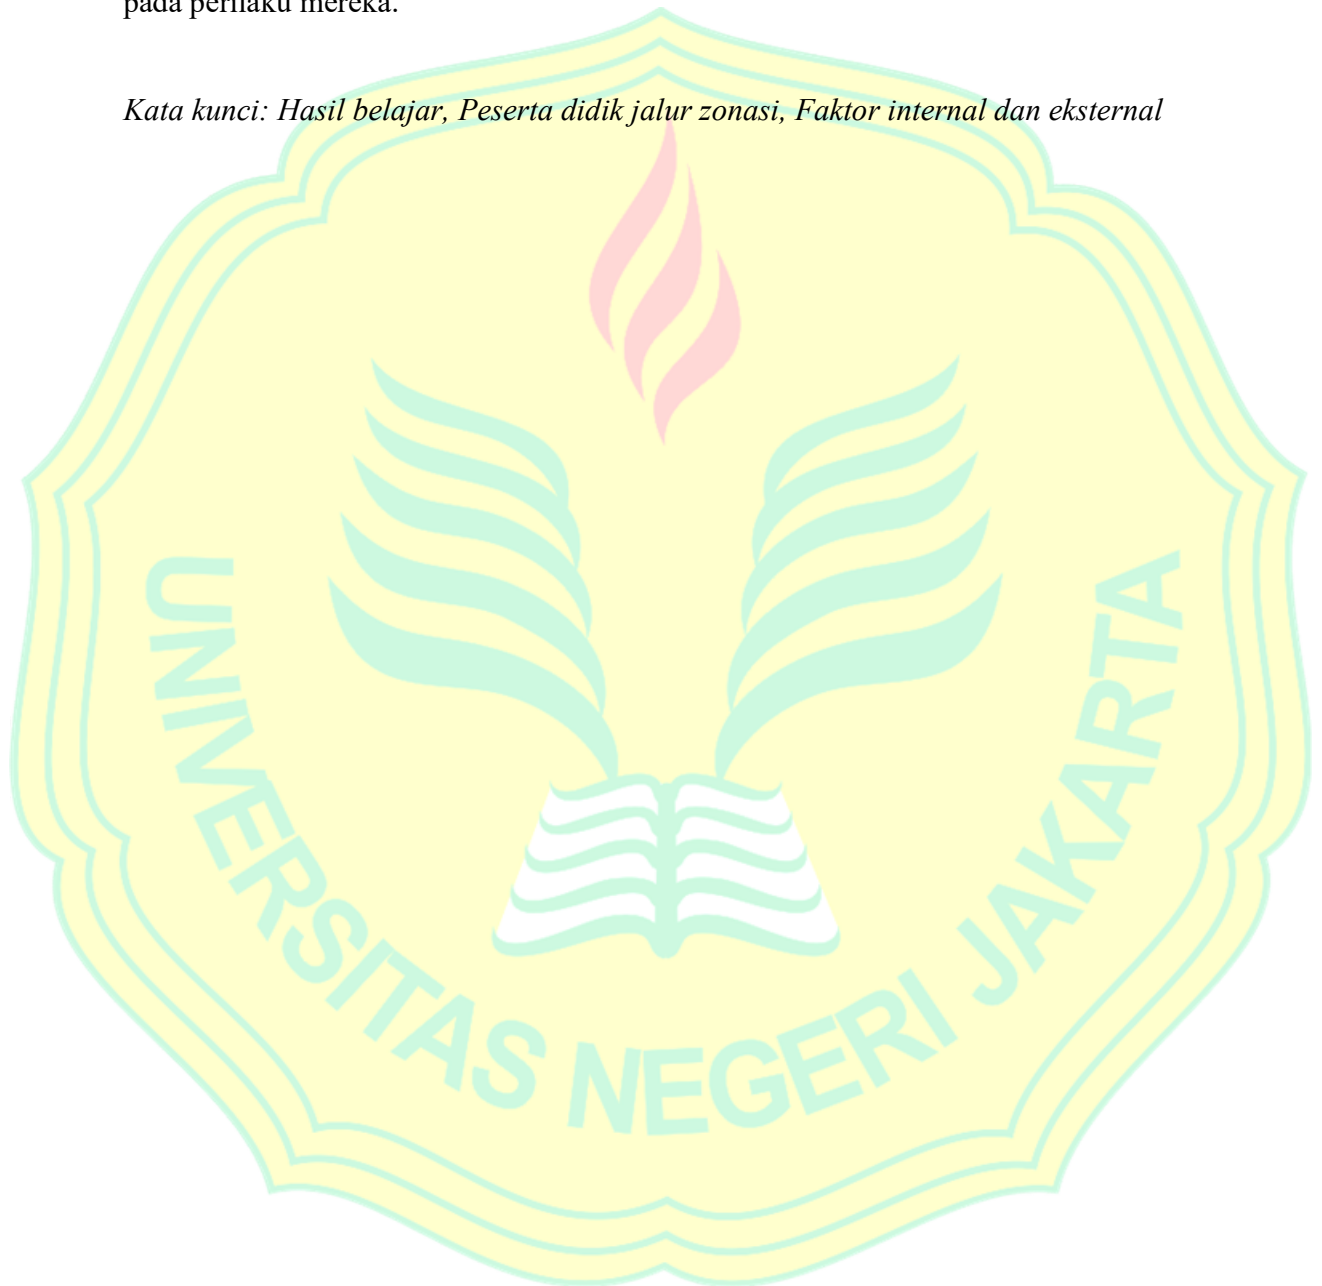 pada perilaku mereka.
Kata kunci: Hasil belajar, Peserta didik jalur zonasi, Faktor internal dan eksternal
UNIVERSITAS NEGERI JAKARTA